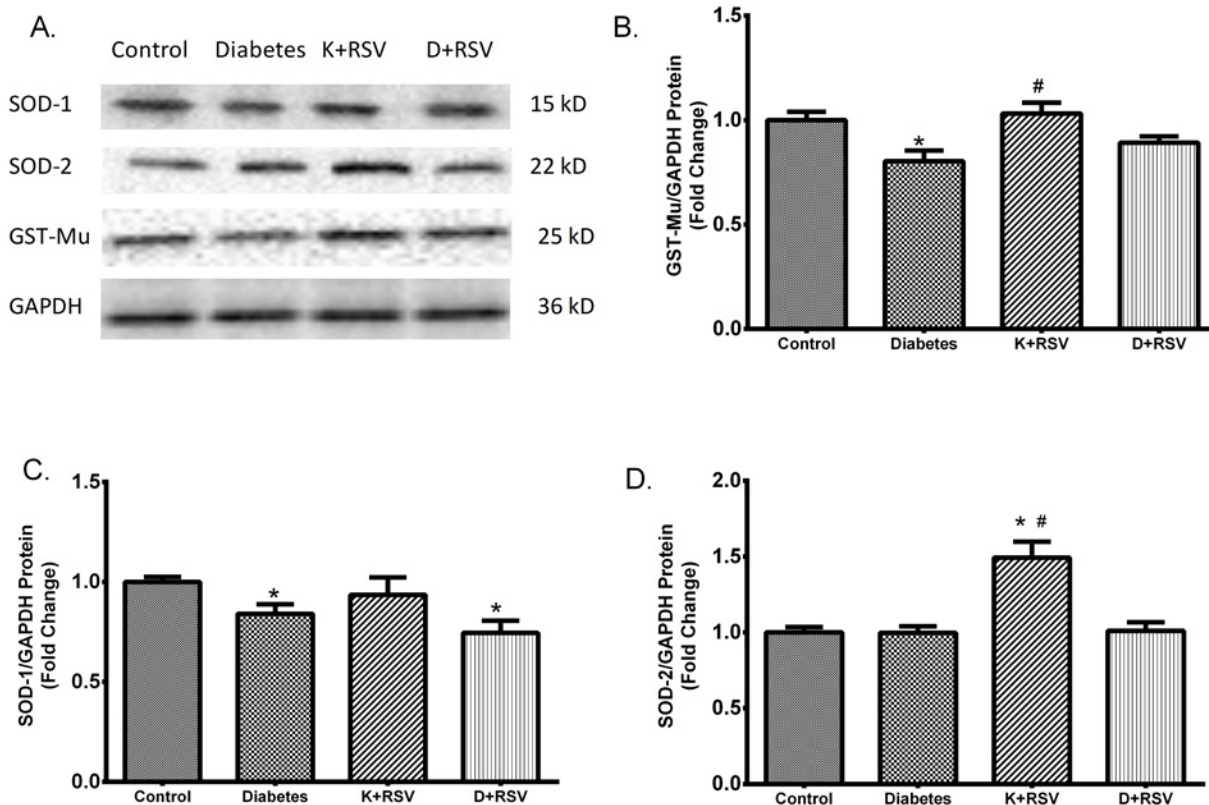 A.
Control Diabetes K+RSV D+RSV
SOD-1 15 kD
SOD-2 22 kD
GST-Mu 25 kD
GAPDH 36 kD
B.
GST-Mu/GAPDH Protein
(Fold Change)
1.5
1.0
0.5
0.0
*
#
Control Diabetes K+RSV D+RSV
C.
SOD-1/GAPDH Protein
(Fold Change)
1.5
1.0
0.5
0.0
*
*
Control Diabetes K+RSV D+RSV
D.
SOD-2/GAPDH Protein
(Fold Change)
2.0
1.5
1.0
0.5
0.0
* #
Control Diabetes K+RSV D+RSV